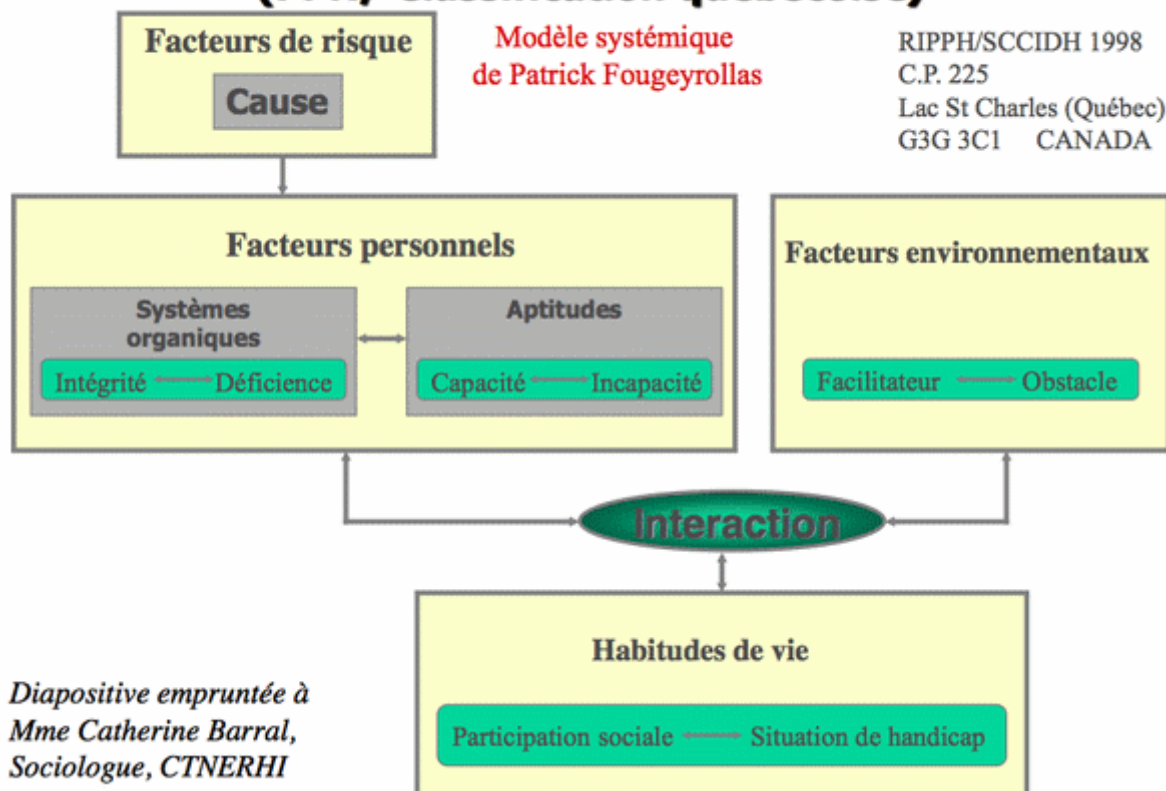 Facteurs de risque
Cause
Modèle systémique
de Patrick Fougeyrollas
RIPPH/SCCIDH 1998
C.P. 225
Lac St Charles (Québec)
G3G 3C1 CANADA
Facteurs personnels
Systèmes
organiques
Intégrité Déficience
Aptitudes
Capacité Incapacité
Facteurs environnementaux
Facilitateur Obstacle
Interaction
Habitudes de vie
Participation sociale Situation de handicap
Diapositive empruntée à
Mme Catherine Barral,
Sociologue, CTNERHI